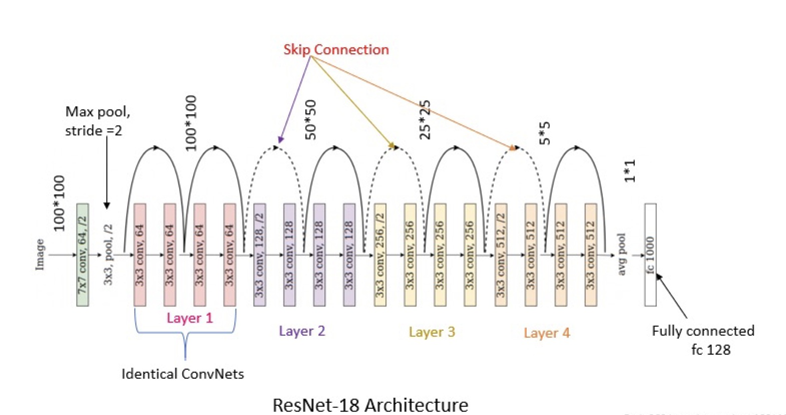 Skip Connection
Max pool,
stride =2
100*100
100*100
50*50
25*25
5*5
1*1
Image
7x7 conv, 64, /2
3x3, pool, /2
3x3 conv, 64
3x3 conv, 64
3x3 conv, 64
3x3 conv, 64
3x3 conv, 128, /2
3x3 conv, 128
3x3 conv, 128
3x3 conv, 128
3x3 conv, 256, /2
3x3 conv, 256
3x3 conv, 256
3x3 conv, 256
3x3 conv, 512, /2
3x3 conv, 512
3x3 conv, 512
3x3 conv, 512
avg pool
fc 1000
Layer 1
Layer 2
Layer 3
Layer 4
Fully connected
fc 128
Identical ConvNets
ResNet-18 Architecture